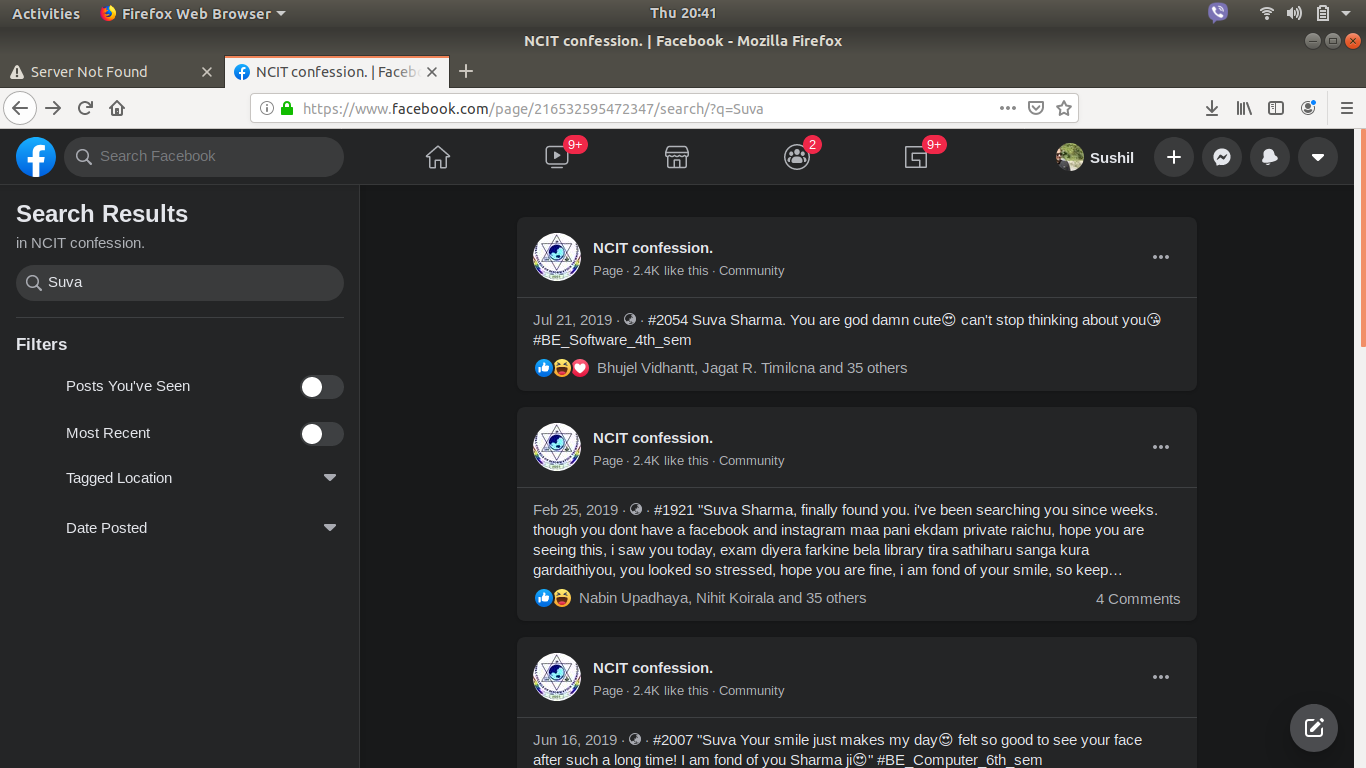 Activities
Firefox Web Browser
Thu 20:41
NCIT confession. | Facebook - Mozilla Firefox
Server Not Found
NCIT confession. | Faceb
https://www.facebook.com/page/216532595472347/search/?q=Suva
Search Facebook
9+
2
9+
Sushil
Search Results
in NCIT confession.
Suva
Filters
Posts You've Seen
Most Recent
Tagged Location
Date Posted
NCIT confession.
Page · 2.4K like this · Community
Jul 21, 2019 · · #2054 Suva Sharma. You are god damn cute😍 can't stop thinking about you😘
#BE_Software_4th_sem
Bhujel Vidhantt, Jagat R. Timilcna and 35 others
NCIT confession.
Page · 2.4K like this · Community
Feb 25, 2019 · · #1921 "Suva Sharma, finally found you. i've been searching you since weeks.
though you dont have a facebook and instagram maa pani ekdam private raichu, hope you are
seeing this, i saw you today, exam diyera farkine bela library tira sathiharu sanga kura
gardaithiyou, you looked so stressed, hope you are fine, i am fond of your smile, so keep…
Nabin Upadhaya, Nihit Koirala and 35 others
4 Comments
NCIT confession.
Page · 2.4K like this · Community
Jun 16, 2019 · · #2007 "Suva Your smile just makes my day😍 felt so good to see your face
after such a long time! I am fond of you Sharma ji😍" #BE_Computer_6th_sem